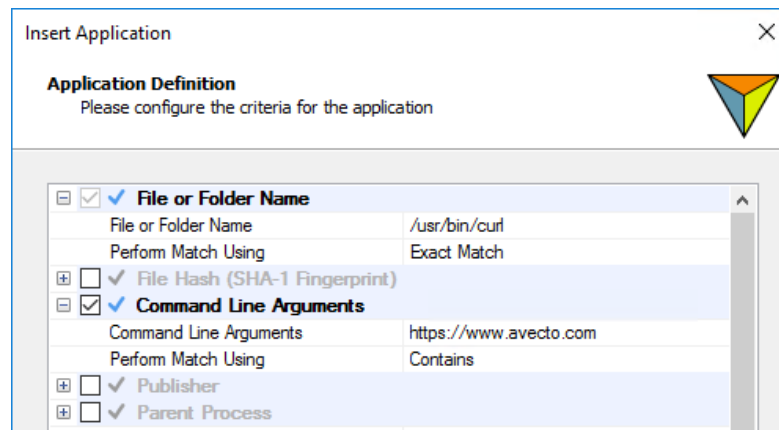 Insert Application
Application Definition
Please configure the criteria for the application
File or Folder Name
File or Folder Name /usr/bin/curl
Perform Match Using Exact Match
File Hash (SHA-1 Fingerprint)
Command Line Arguments
Command Line Arguments https://www.avecto.com
Perform Match Using Contains
Publisher
Parent Process